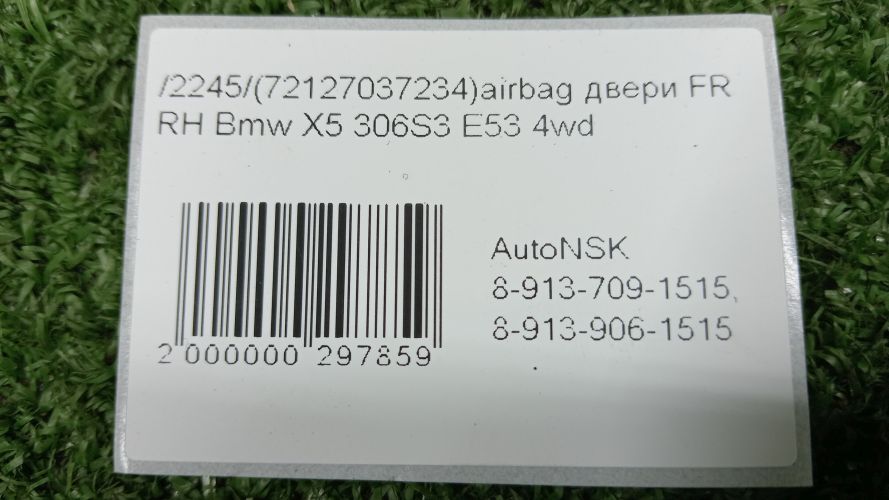 /2245/(72127037234)airbag двери FR
RH Bmw X5 306S3 E53 4wd
AutoNSK
8-913-709-1515,
8-913-906-1515
2 000000 297859